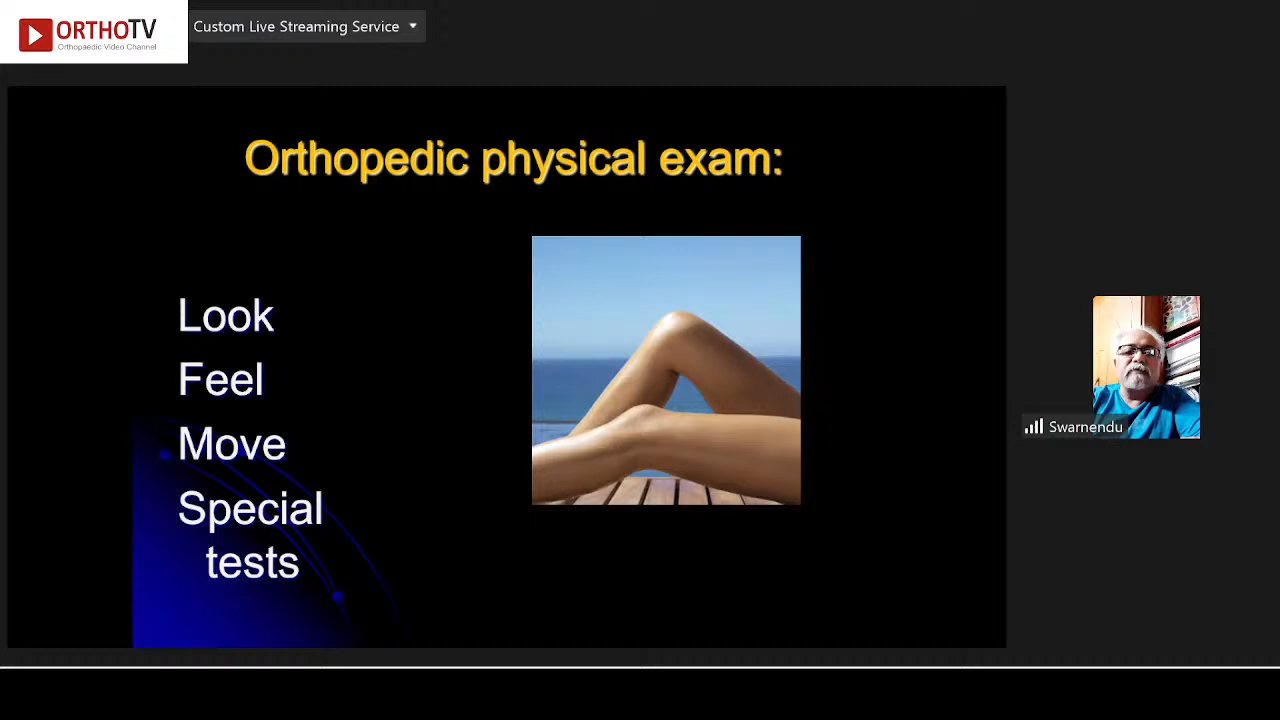 ORTHOTV
Orthopaedic Video Channel
Custom Live Streaming Service
Orthopedic physical exam:
Look
Feel
Move
Special
tests
Swarnendu